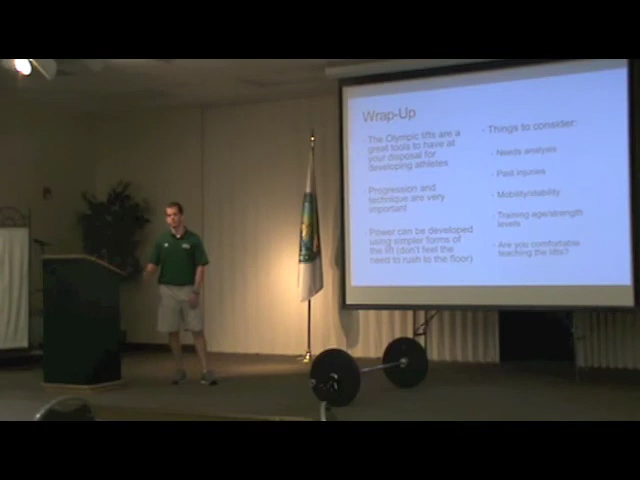 Wrap-Up
The Olympic lifts are a
great tools to have at
your disposal for
developing athletes
Progression and
technique are very
important
Power can be developed
using simpler forms of
the lift (don't feel the
need to rush to the floor)
Things to consider:
Needs analysis
Past injuries
Mobility/stability
Training age/strength
levels
Are you comfortable
teaching the lifts?